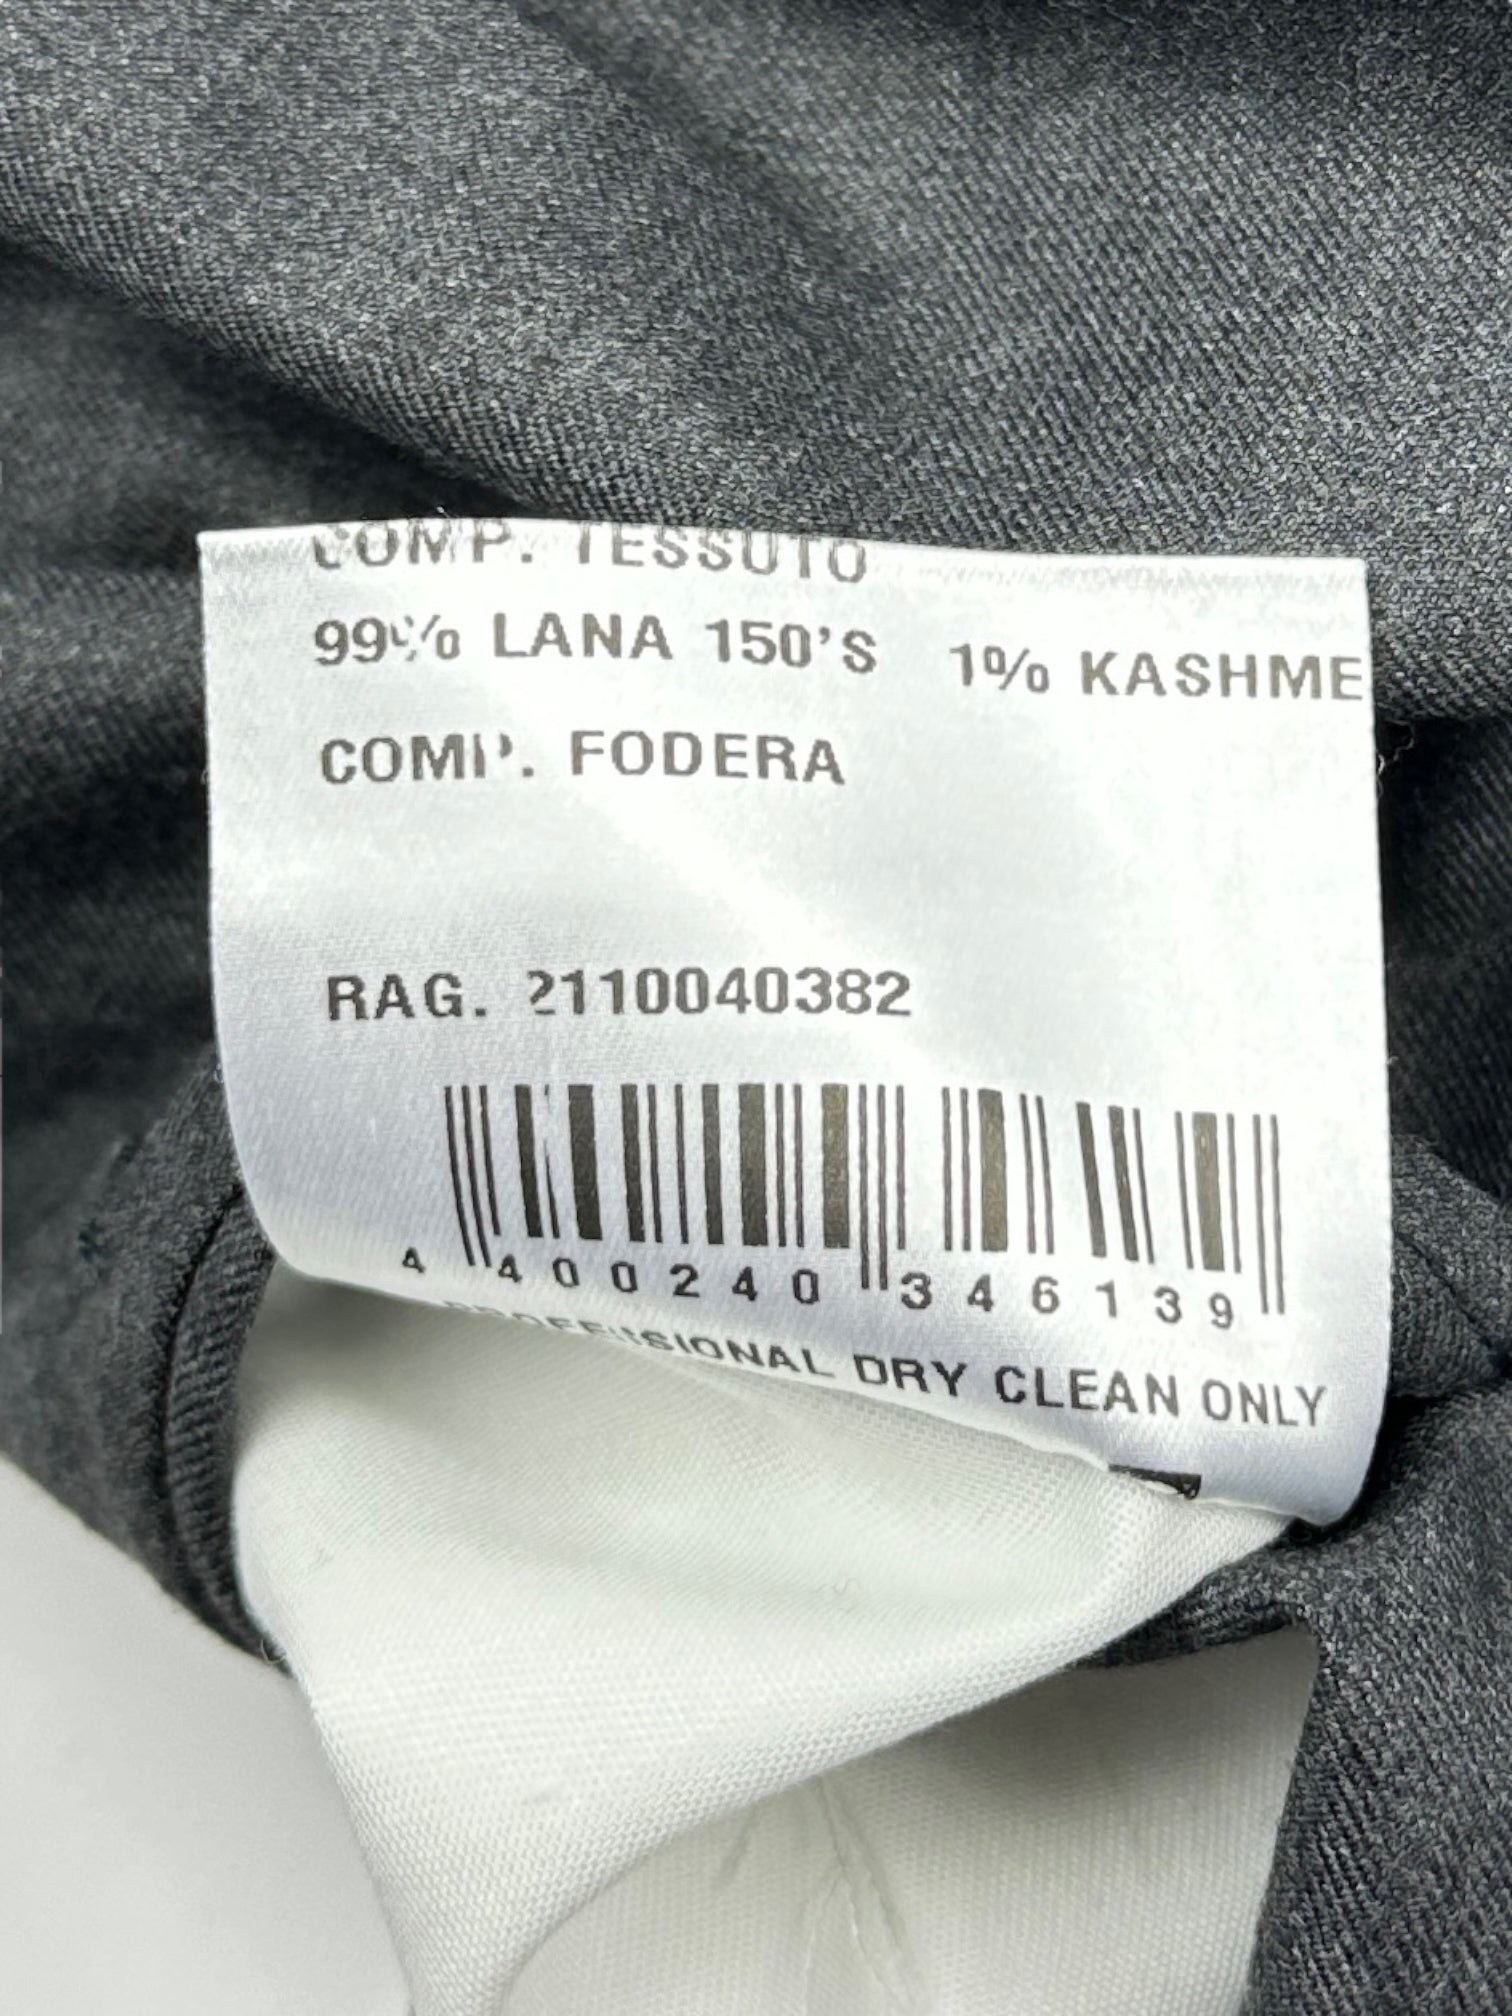 COMP. TESSUTO
99% LANA 150'S 1% KASHME
COMP. FODERA
RAG. 2110040382
4 400240 346139
PROFESSIONAL DRY CLEAN ONLY